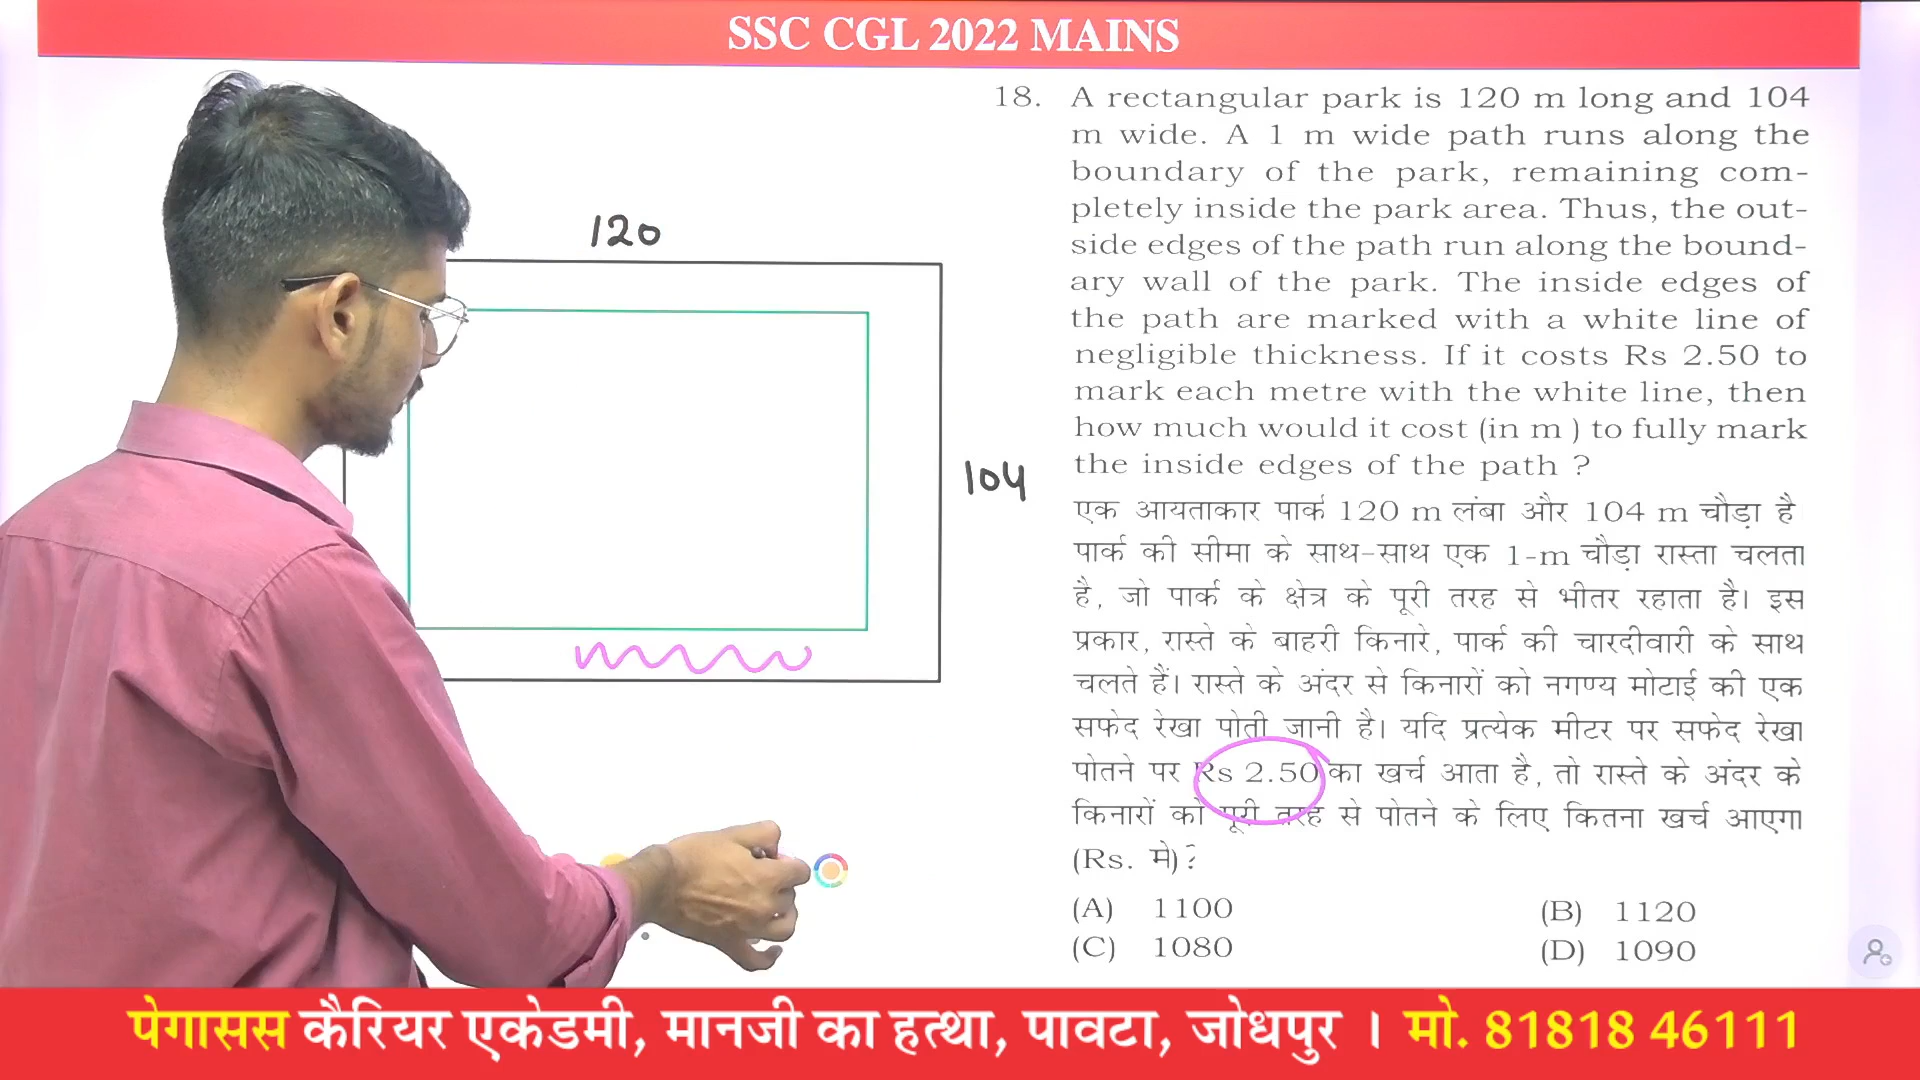 SSC CGL 2022 MAINS
18. A rectangular park is 120 m long and 104
m wide. A 1 m wide path runs along the
boundary of the park, remaining com-
pletely inside the park area. Thus, the out-
side edges of the path run along the bound-
ary wall of the park. The inside edges of
the path are marked with a white line of
negligible thickness. If it costs Rs 2.50 to
mark each metre with the white line, then
how much would it cost (in m ) to fully mark
the inside edges of the path ?
एक आयताकार पार्क 120 m लंबा और 104 m चौड़ा है
पार्क की सीमा के साथ-साथ एक 1-m चौड़ा रास्ता चलता
है, जो पार्क के क्षेत्र के पूरी तरह से भीतर रहाता है। इस
प्रकार, रास्ते के बाहरी किनारे, पार्क की चारदीवारी के साथ
चलते हैं। रास्ते के अंदर से किनारों को नगण्य मोटाई की एक
सफेद रेखा पोती जानी है। यदि प्रत्येक मीटर पर सफेद रेखा
पोतने पर Rs 2.50 का खर्च आता है, तो रास्ते के अंदर के
किनारों को पूरी तरह से पोतने के लिए कितना खर्च आएगा
(Rs. मे)?
(A) 1100 (B) 1120
(C) 1080 (D) 1090
120
104
पेगासस कैरियर एकेडमी, मानजी का हत्था, पावटा, जोधपुर । मो. 81818 46111